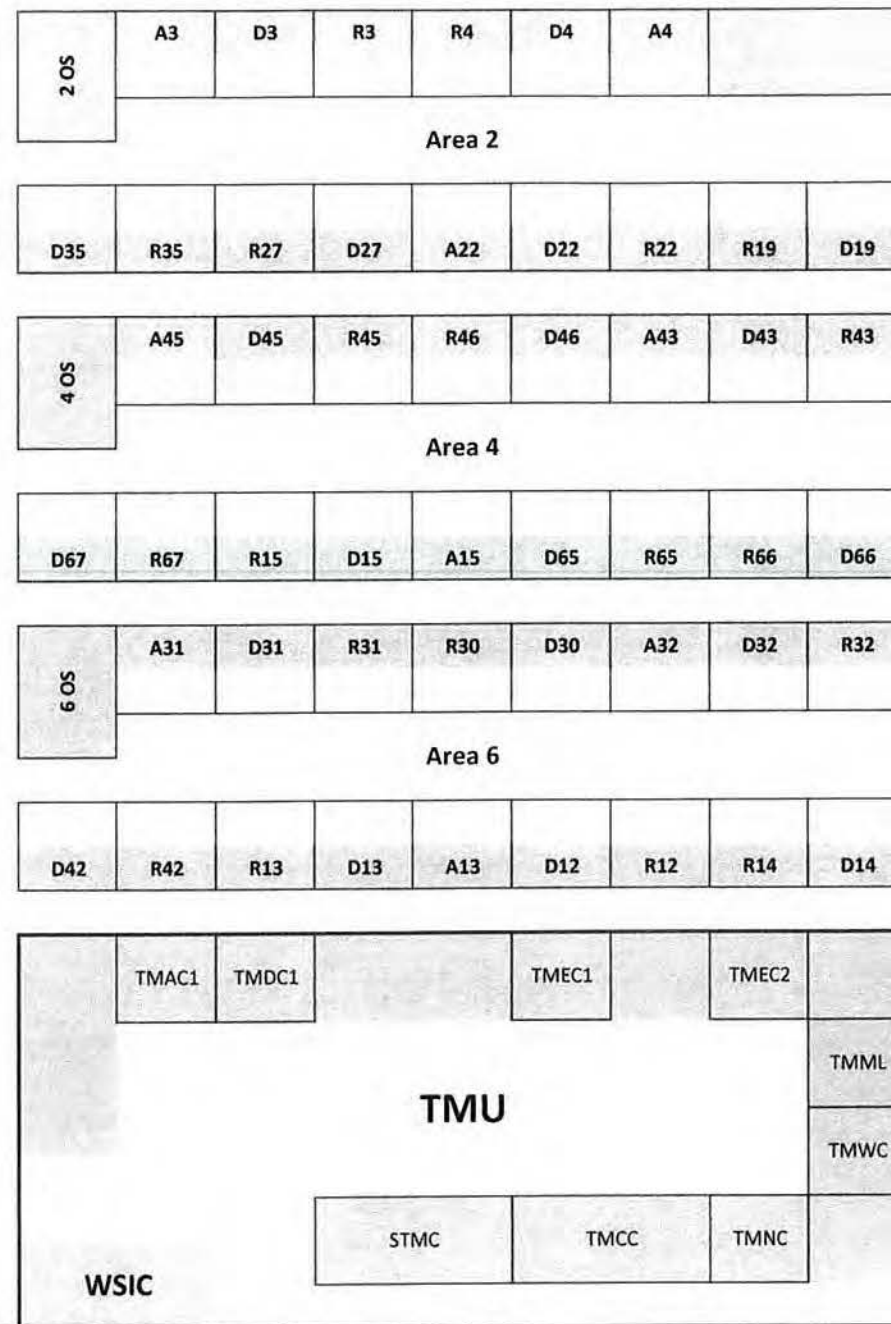 2 OS A3 D3 R3 R4 D4 A4
Area 2
D35 R35 R27 D27 A22 D22 R22 R19 D19
4 OS A45 D45 R45 R46 D46 A43 D43 R43
Area 4
D67 R67 R15 D15 A15 D65 R65 R66 D66
6 OS A31 D31 R31 R30 D30 A32 D32 R32
Area 6
D42 R42 R13 D13 A13 D12 R12 R14 D14
TMAC1 TMDC1 TMEC1 TMEC2
TMML
TMU
TMWC
STMC TMCC TMNC
WSIC